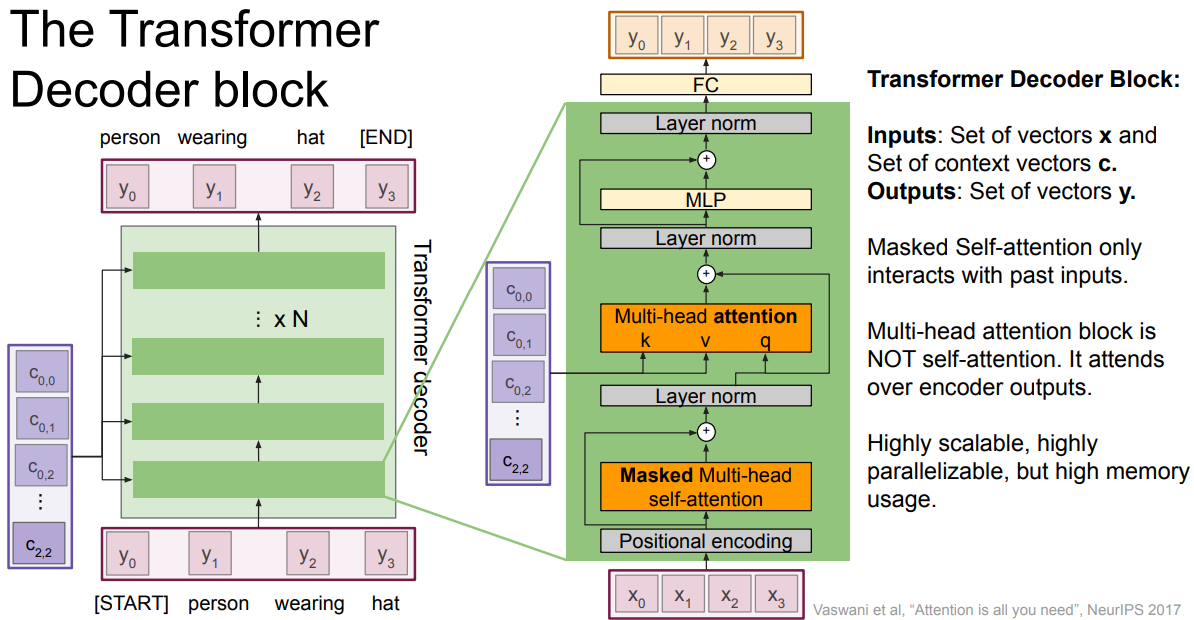 The Transformer
Decoder block
person wearing hat [END]
y0 y1 y2 y3
⋮ x N
Transformer decoder
c0,0
c0,1
c0,2
⋮
c2,2
y0 y1 y2 y3
[START] person wearing hat
y0 y1 y2 y3
FC
Layer norm
+
MLP
Layer norm
+
Multi-head attention
k v q
c0,0
c0,1
c0,2
⋮
c2,2
Layer norm
+
Masked Multi-head
self-attention
Positional encoding
x0 x1 x2 x3
Transformer Decoder Block:
Inputs: Set of vectors x and
Set of context vectors c.
Outputs: Set of vectors y.
Masked Self-attention only
interacts with past inputs.
Multi-head attention block is
NOT self-attention. It attends
over encoder outputs.
Highly scalable, highly
parallelizable, but high memory
usage.
Vaswani et al, “Attention is all you need”, NeurIPS 2017